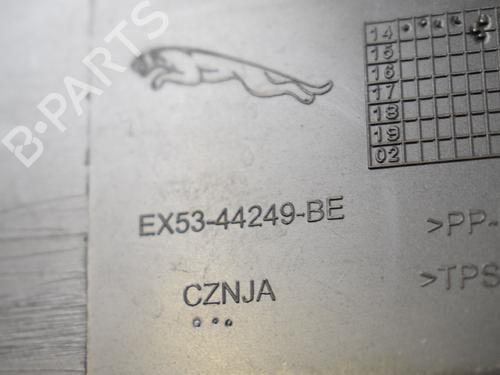 B-PARTS
14
15
16
17
18
19
02
EX53-44249-BE
>PP-
CZNJA
>TPS